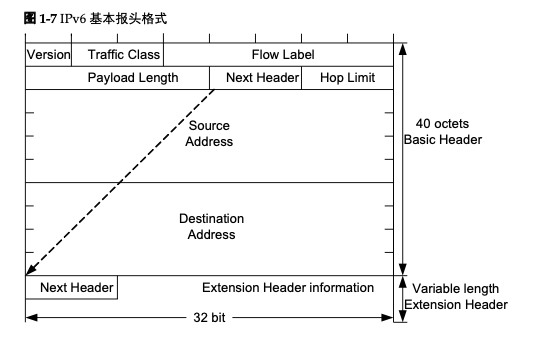 图 1-7 IPv6 基本报头格式
Version Traffic Class Flow Label
Payload Length Next Header Hop Limit
Source
Address
40 octets
Basic Header
Destination
Address
Next Header Extension Header information
Variable length
Extension Header
32 bit